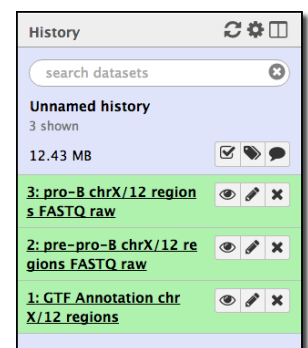 History
search datasets
Unnamed history
3 shown
12.43 MB
3: pro-B chrX/12 region
s FASTQ raw
2: pre-pro-B chrX/12 re
gions FASTQ raw
1: GTF Annotation chr
X/12 regions